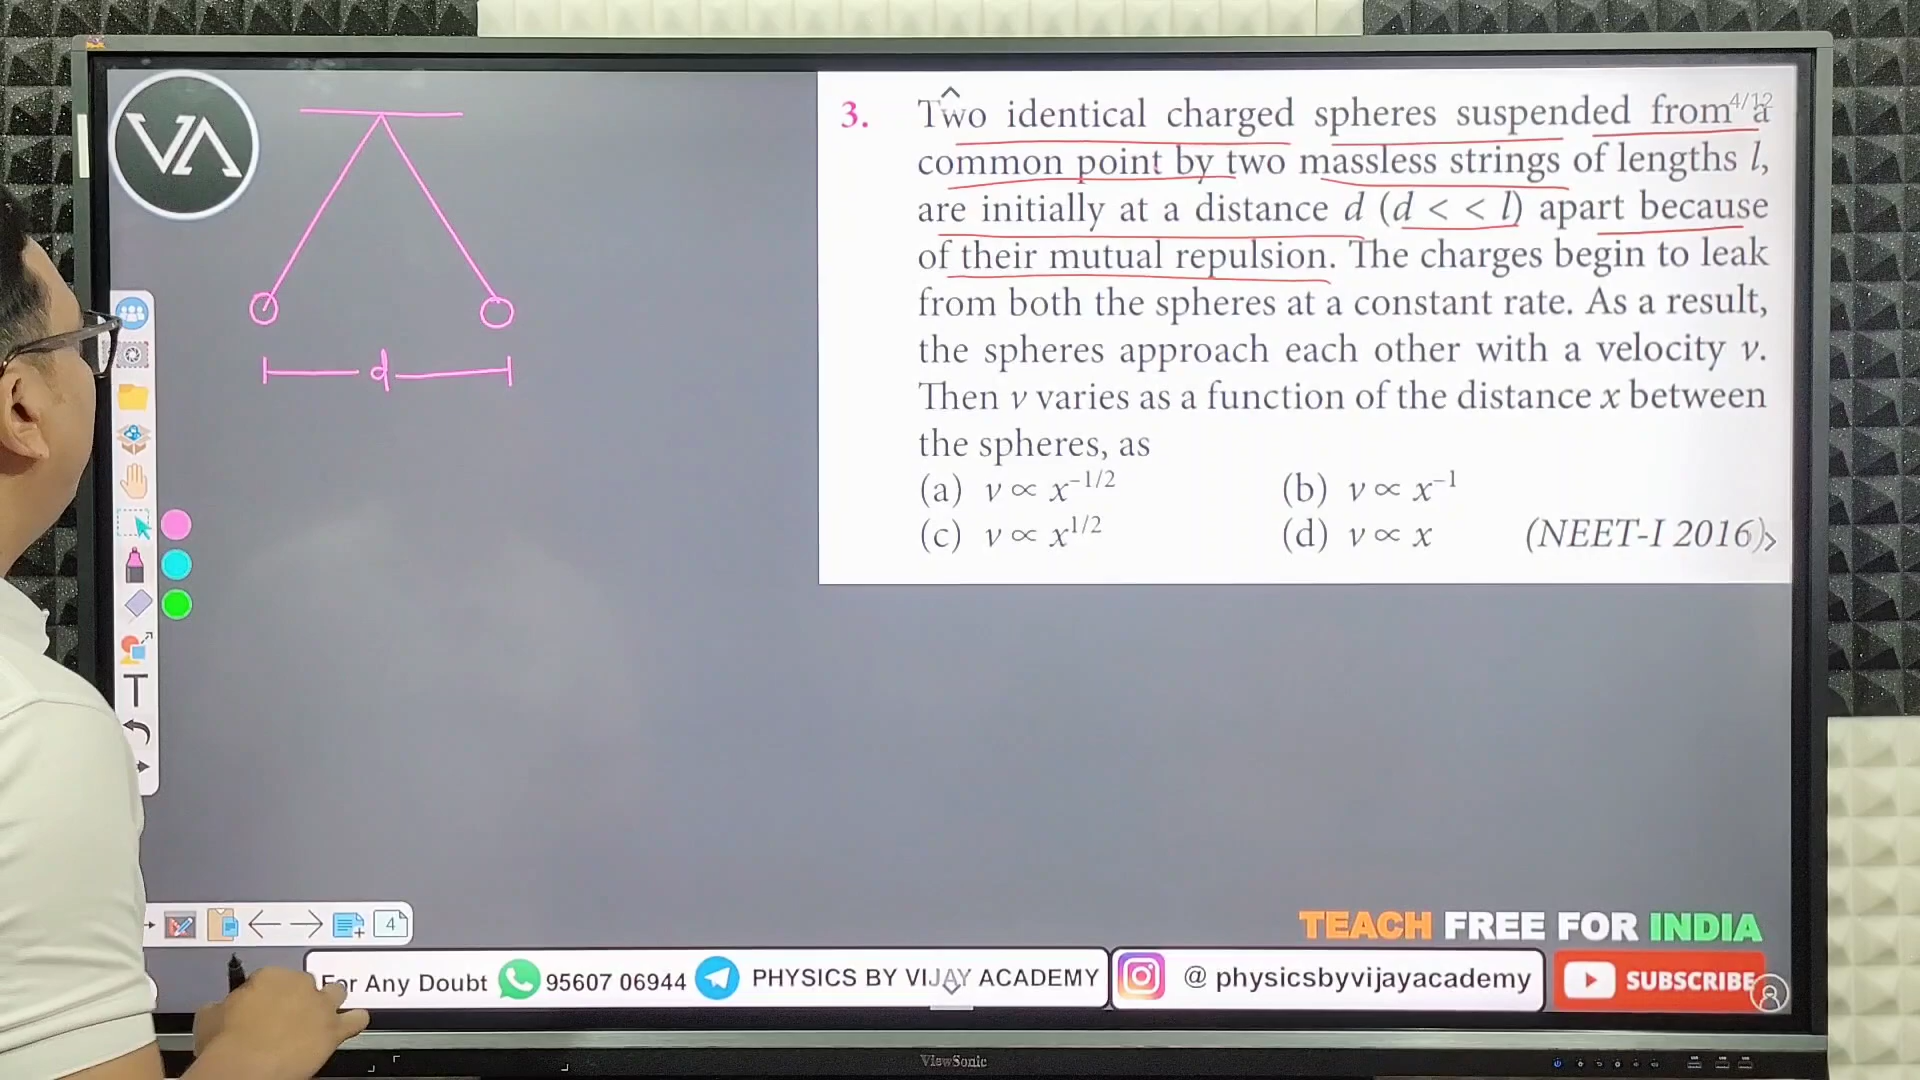 VA
d
3. Two identical charged spheres suspended from a
4/12
common point by two massless strings of lengths l,
are initially at a distance d (d < < l) apart because
of their mutual repulsion. The charges begin to leak
from both the spheres at a constant rate. As a result,
the spheres approach each other with a velocity v.
Then v varies as a function of the distance x between
the spheres, as
(a) v ∝ x⁻¹/² (b) v ∝ x⁻¹
(c) v ∝ x¹/² (d) v ∝ x (NEET-I 2016)
T
4
TEACH FREE FOR INDIA
For Any Doubt 95607 06944 PHYSICS BY VIJAY ACADEMY @ physicsbyvijayacademy SUBSCRIBE
ViewSonic